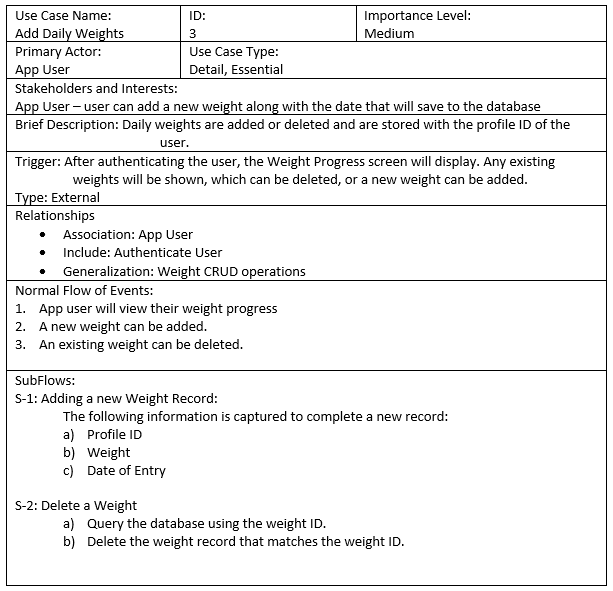 Use Case Name:
Add Daily Weights
ID:
3
Importance Level:
Medium
Primary Actor:
App User
Use Case Type:
Detail, Essential
Stakeholders and Interests:
App User – user can add a new weight along with the date that will save to the database
Brief Description: Daily weights are added or deleted and are stored with the profile ID of the
user.
Trigger: After authenticating the user, the Weight Progress screen will display. Any existing
weights will be shown, which can be deleted, or a new weight can be added.
Type: External
Relationships
• Association: App User
• Include: Authenticate User
• Generalization: Weight CRUD operations
Normal Flow of Events:
1. App user will view their weight progress
2. A new weight can be added.
3. An existing weight can be deleted.
SubFlows:
S-1: Adding a new Weight Record:
The following information is captured to complete a new record:
a) Profile ID
b) Weight
c) Date of Entry
S-2: Delete a Weight
a) Query the database using the weight ID.
b) Delete the weight record that matches the weight ID.